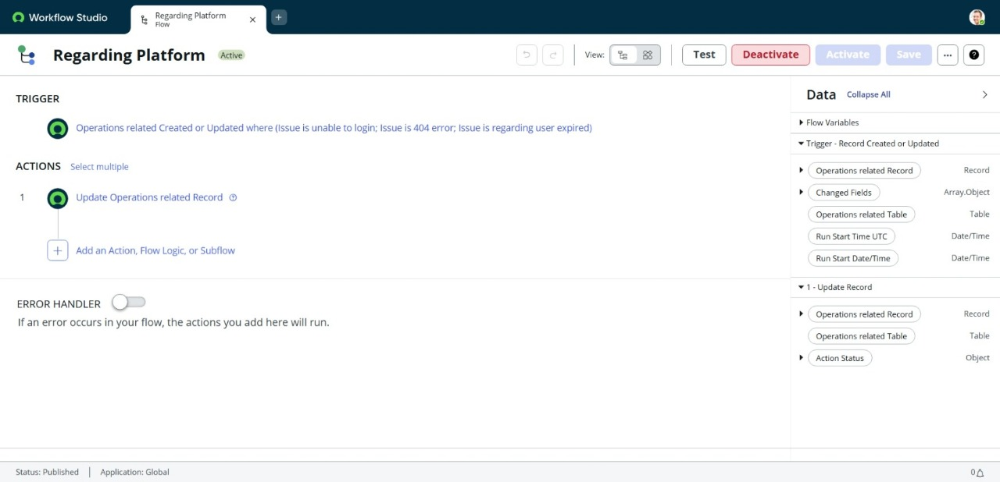 Workflow Studio
Regarding Platform
Flow
Regarding Platform Active
View: Test Deactivate Activate Save
TRIGGER
Operations related Created or Updated where (Issue is unable to login; Issue is 404 error; Issue is regarding user expired)
ACTIONS Select multiple
1 Update Operations related Record
Add an Action, Flow Logic, or Subflow
ERROR HANDLER
If an error occurs in your flow, the actions you add here will run.
Data Collapse All
Flow Variables
Trigger - Record Created or Updated
Operations related Record Record
Changed Fields Array.Object
Operations related Table Table
Run Start Time UTC Date/Time
Run Start Date/Time Date/Time
1 - Update Record
Operations related Record Record
Operations related Table Table
Action Status Object
Status: Published | Application: Global
0